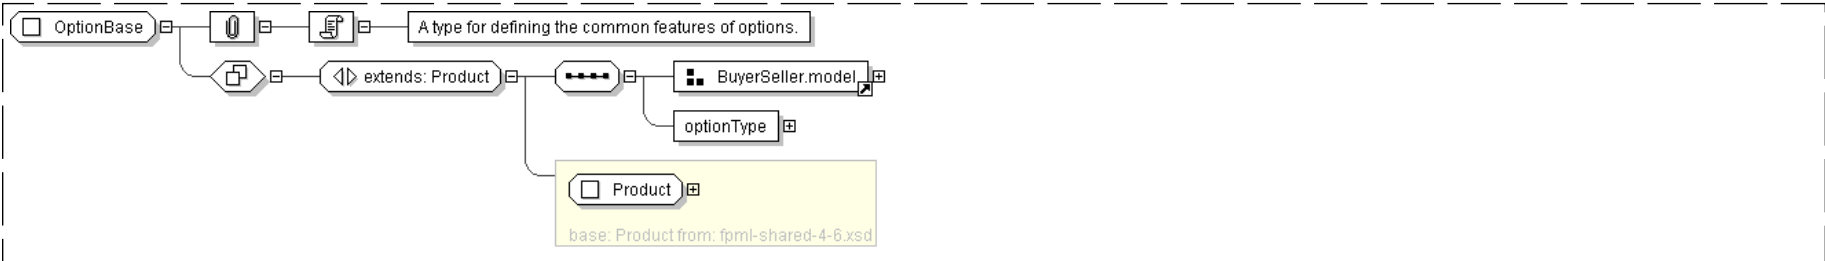 OptionBase
A type for defining the common features of options.
extends: Product
BuyerSeller.model
optionType
Product
base: Product from: fpml-shared-4-6.xsd